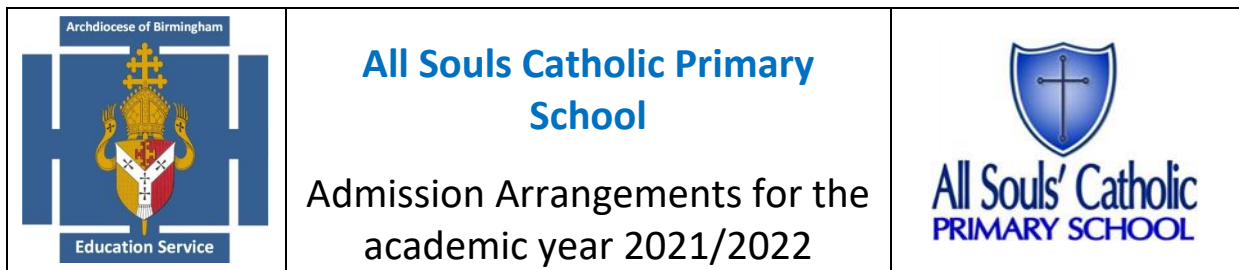 Archdiocese of Birmingham
Education Service
All Souls Catholic Primary
School
Admission Arrangements for the
academic year 2021/2022
All Souls' Catholic
PRIMARY SCHOOL